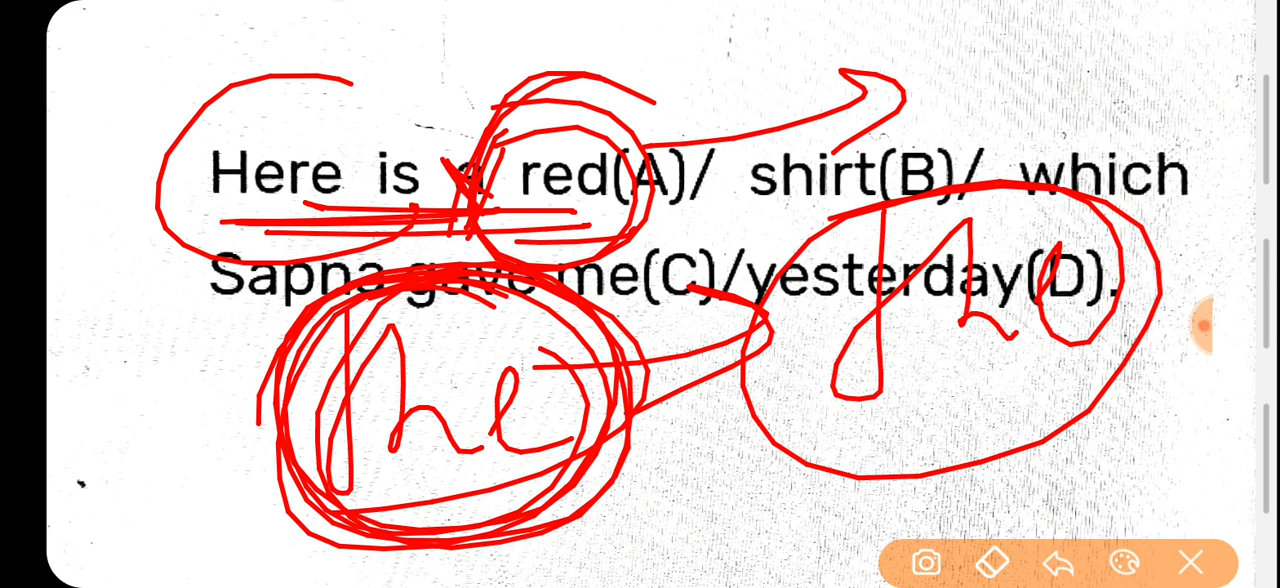 Here is a red(A)/ shirt(B)/ which
Sapna gave me(C)/yesterday(D).
the the